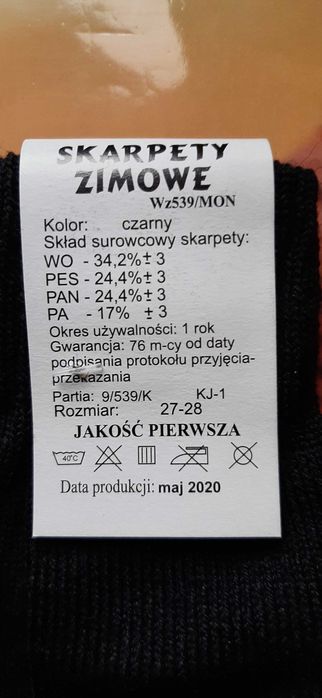 SKARPETY
ZIMOWE
Wz539/MON
Kolor: czarny
Skład surowcowy skarpety:
WO - 34,2%± 3
PES - 24,4%± 3
PAN - 24,4%± 3
PA - 17% ± 3
Okres używalności: 1 rok
Gwarancja: 76 m-cy od daty
podpisania protokołu przyjęcia-
przekazania
Partia: 9/539/K KJ-1
Rozmiar: 27-28
JAKOŚĆ PIERWSZA
40°C
Data produkcji: maj 2020